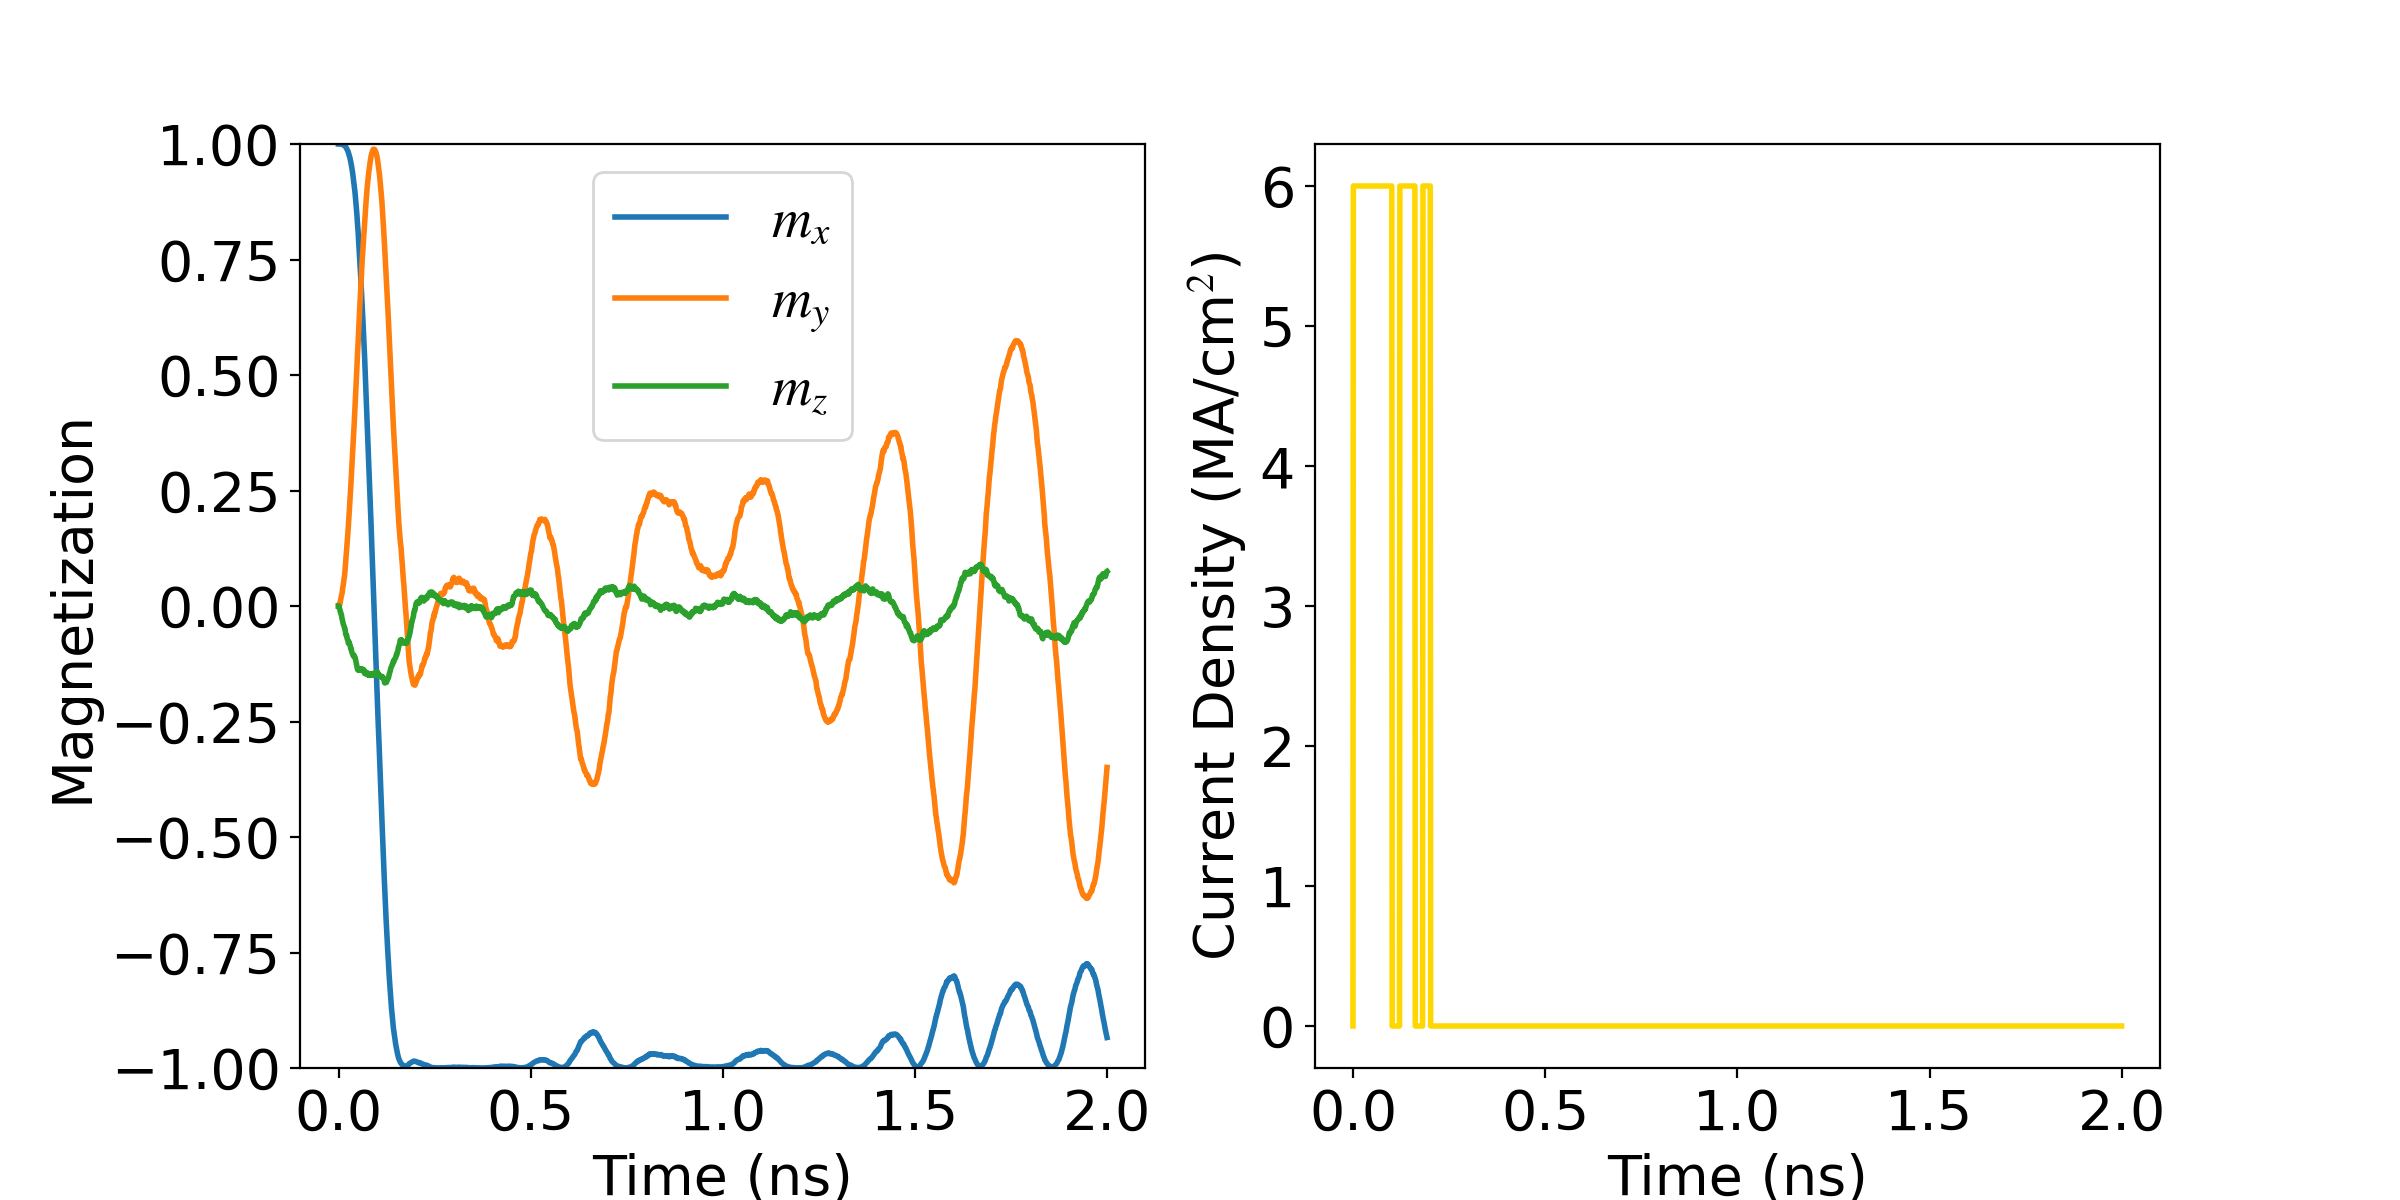 1.00
0.75
0.50
0.25
0.00
−0.25
−0.50
−0.75
−1.00
Magnetization
m_x
m_y
m_z
0.0 0.5 1.0 1.5 2.0
Time (ns)
6
5
4
3
2
1
0
Current Density (MA/cm²)
0.0 0.5 1.0 1.5 2.0
Time (ns)